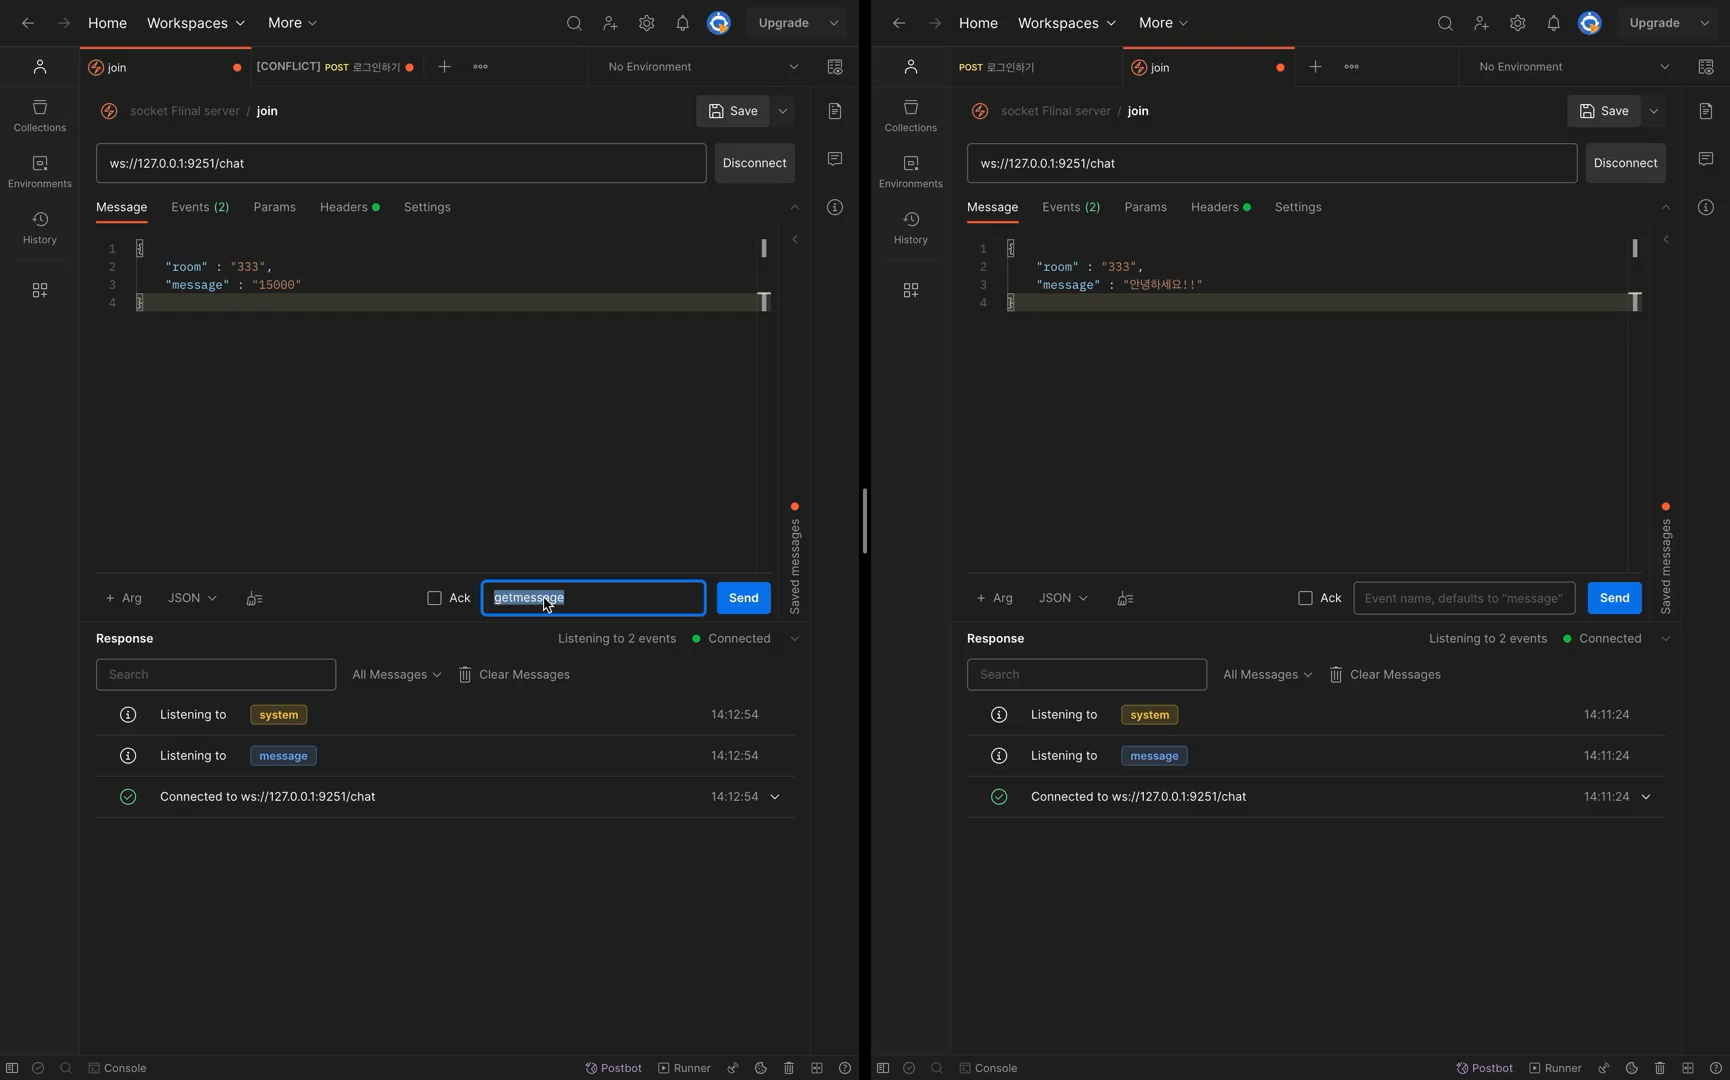 Home Workspaces More Upgrade
join [CONFLICT] POST 로그인하기 No Environment
socket Flinal server / join Save
Collections
ws://127.0.0.1:9251/chat Disconnect
Environments
Message Events (2) Params Headers Settings
History
1 {
2 "room" : "333",
3 "message" : "15000"
4 }
Saved messages
+ Arg JSON Ack getmessage Send
Response Listening to 2 events Connected
Search All Messages Clear Messages
Listening to system 14:12:54
Listening to message 14:12:54
Connected to ws://127.0.0.1:9251/chat 14:12:54
Console Postbot Runner
Home Workspaces More Upgrade
POST 로그인하기 join No Environment
socket Flinal server / join Save
Collections
ws://127.0.0.1:9251/chat Disconnect
Environments
Message Events (2) Params Headers Settings
History
1 {
2 "room" : "333",
3 "message" : "안녕하세요!!"
4 }
Saved messages
+ Arg JSON Ack Event name, defaults to "message" Send
Response Listening to 2 events Connected
Search All Messages Clear Messages
Listening to system 14:11:24
Listening to message 14:11:24
Connected to ws://127.0.0.1:9251/chat 14:11:24
Console Postbot Runner